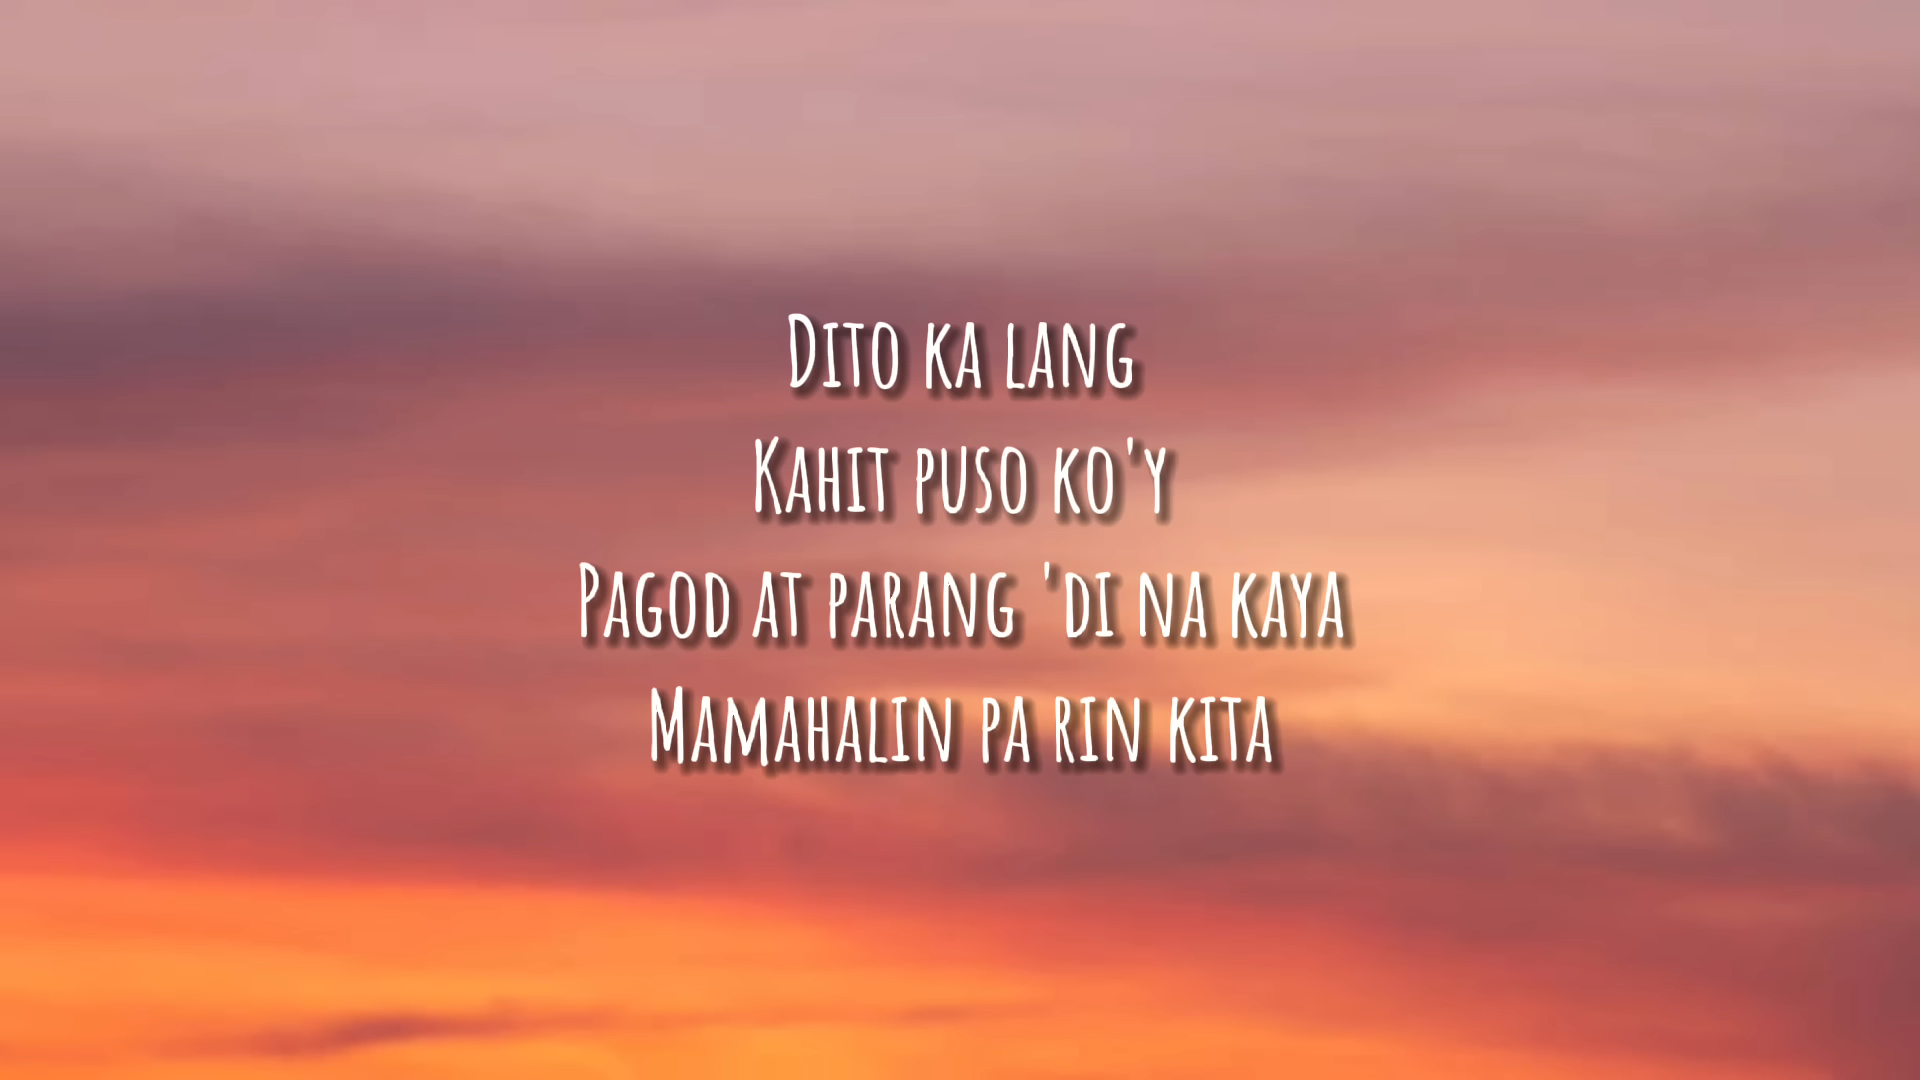 Dito ka lang
Kahit puso ko'y
Pagod at parang 'di na kaya
Mamahalin pa rin kita